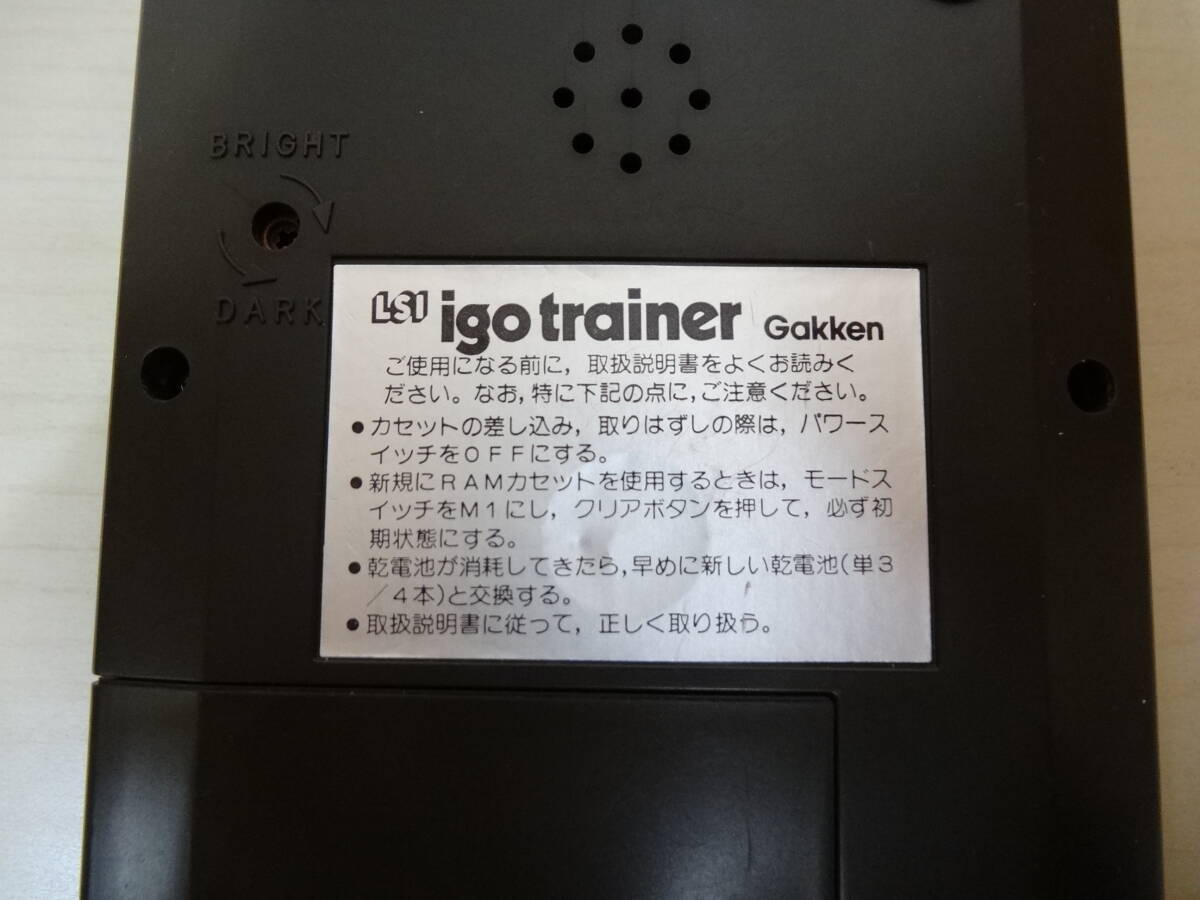 BRIGHT
DARK
LSI igo trainer Gakken
ご使用になる前に,取扱説明書をよくお読みく
ださい。なお,特に下記の点に,ご注意ください。
●カセットの差し込み,取りはずしの際は,パワース
イッチをOFFにする。
●新規にRAMカセットを使用するときは,モードス
イッチをM1にし,クリアボタンを押して,必ず初
期状態にする。
●乾電池が消耗してきたら,早めに新しい乾電池(単3
/4本)と交換する。
●取扱説明書に従って,正しく取り扱う。